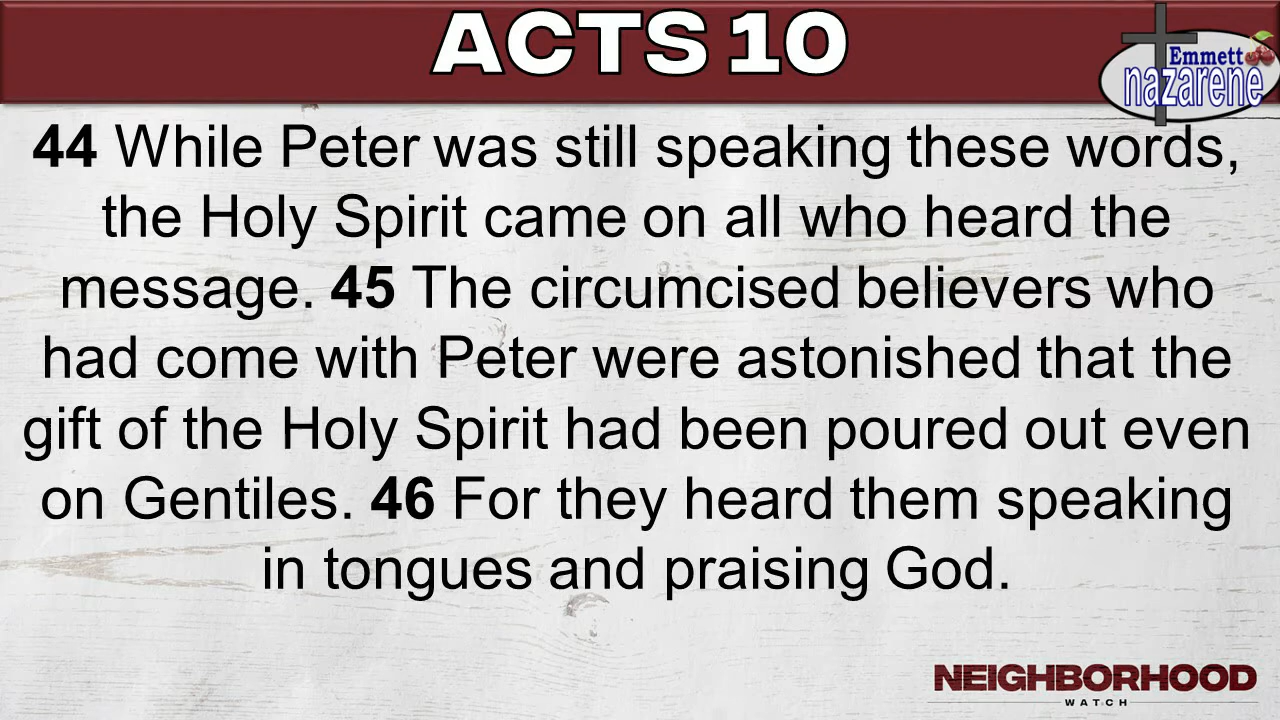 ACTS 10
Emmett
nazarene
44 While Peter was still speaking these words,
the Holy Spirit came on all who heard the
message. 45 The circumcised believers who
had come with Peter were astonished that the
gift of the Holy Spirit had been poured out even
on Gentiles. 46 For they heard them speaking
in tongues and praising God.
NEIGHBORHOOD
WATCH